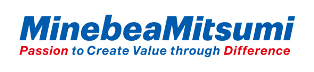 MinebeaMitsumi
Passion to Create Value through Difference